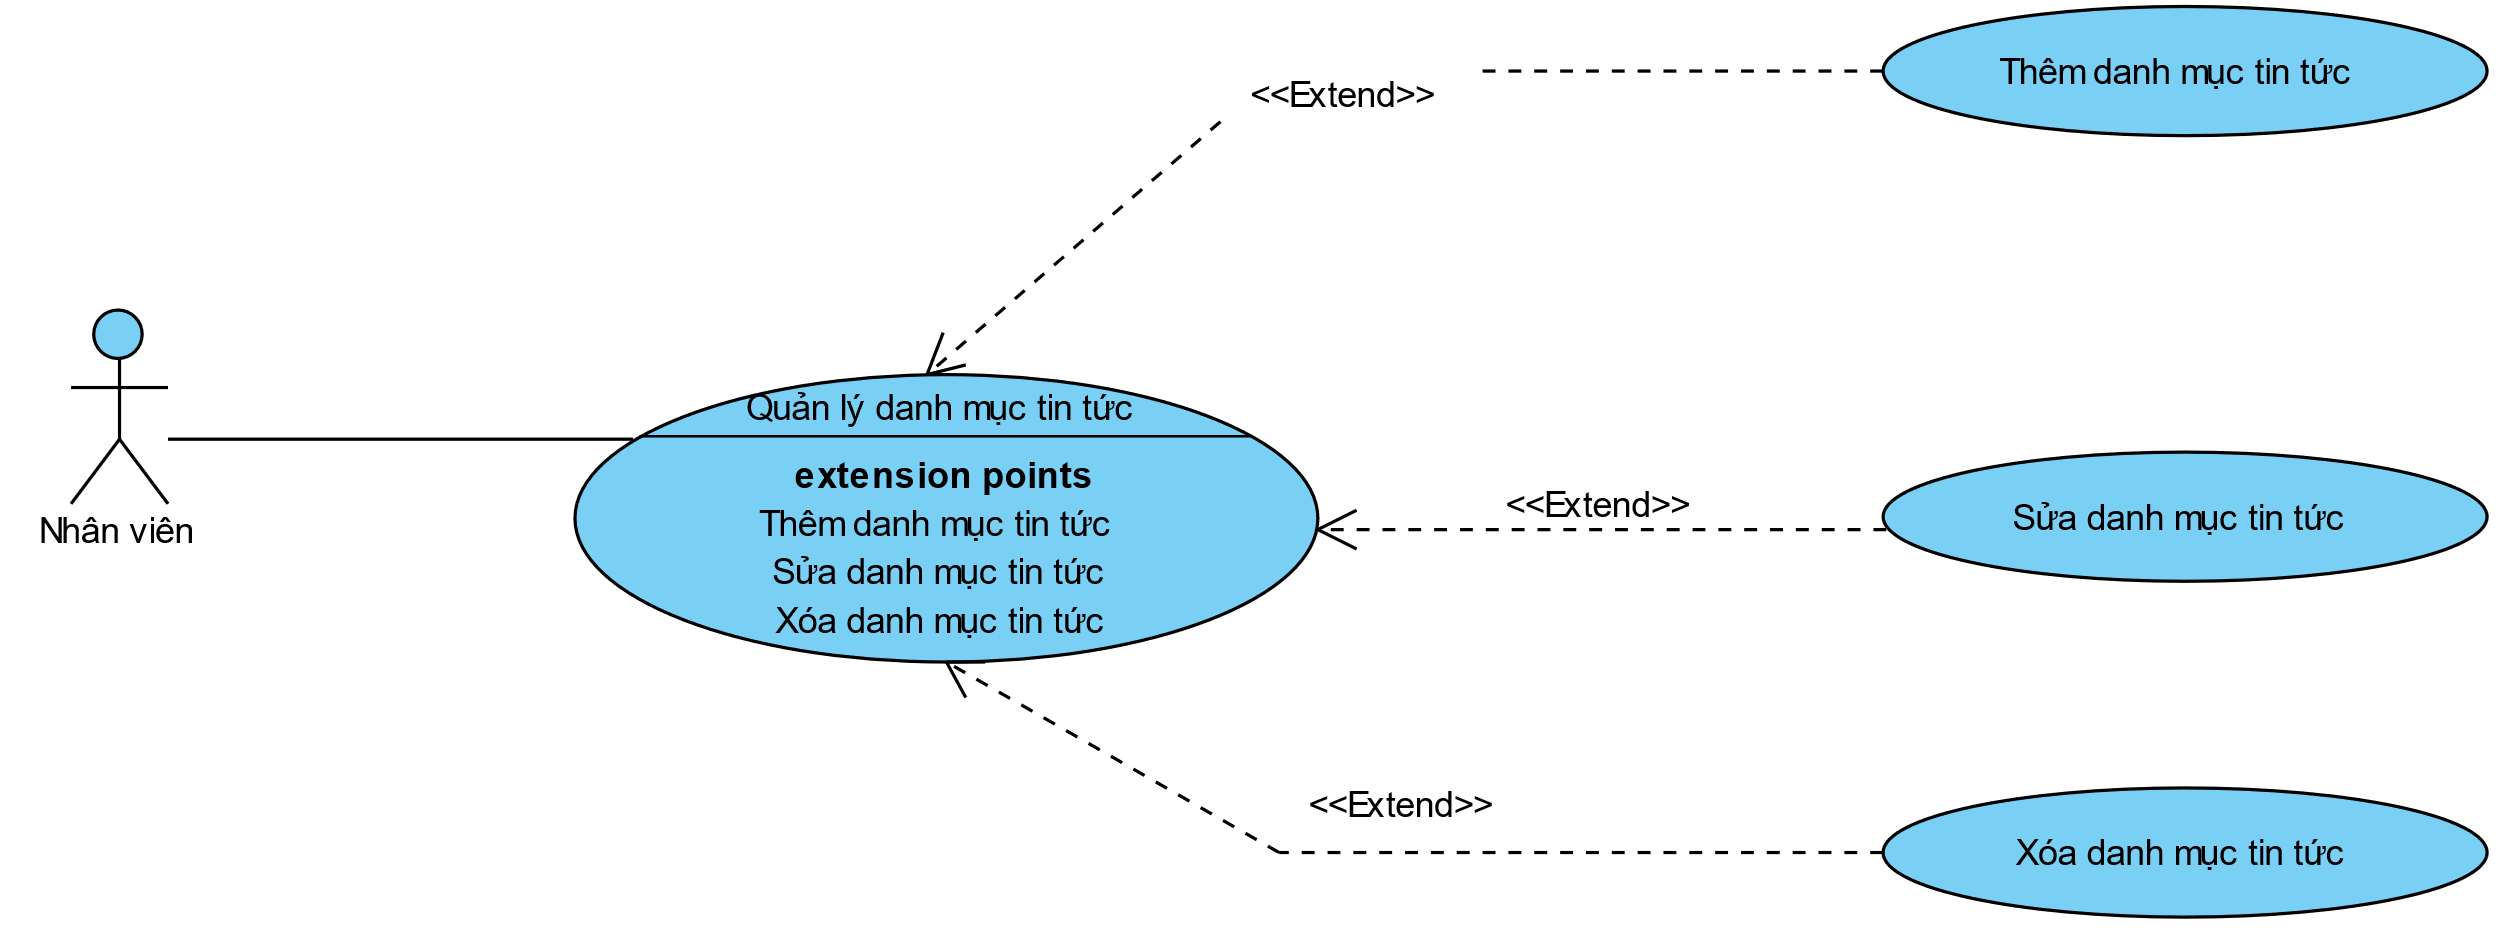 Thêm danh mục tin tức
<<Extend>>
Quản lý danh mục tin tức
extension points
Thêm danh mục tin tức
Sửa danh mục tin tức
Xóa danh mục tin tức
Nhân viên
<<Extend>>
Sửa danh mục tin tức
<<Extend>>
Xóa danh mục tin tức